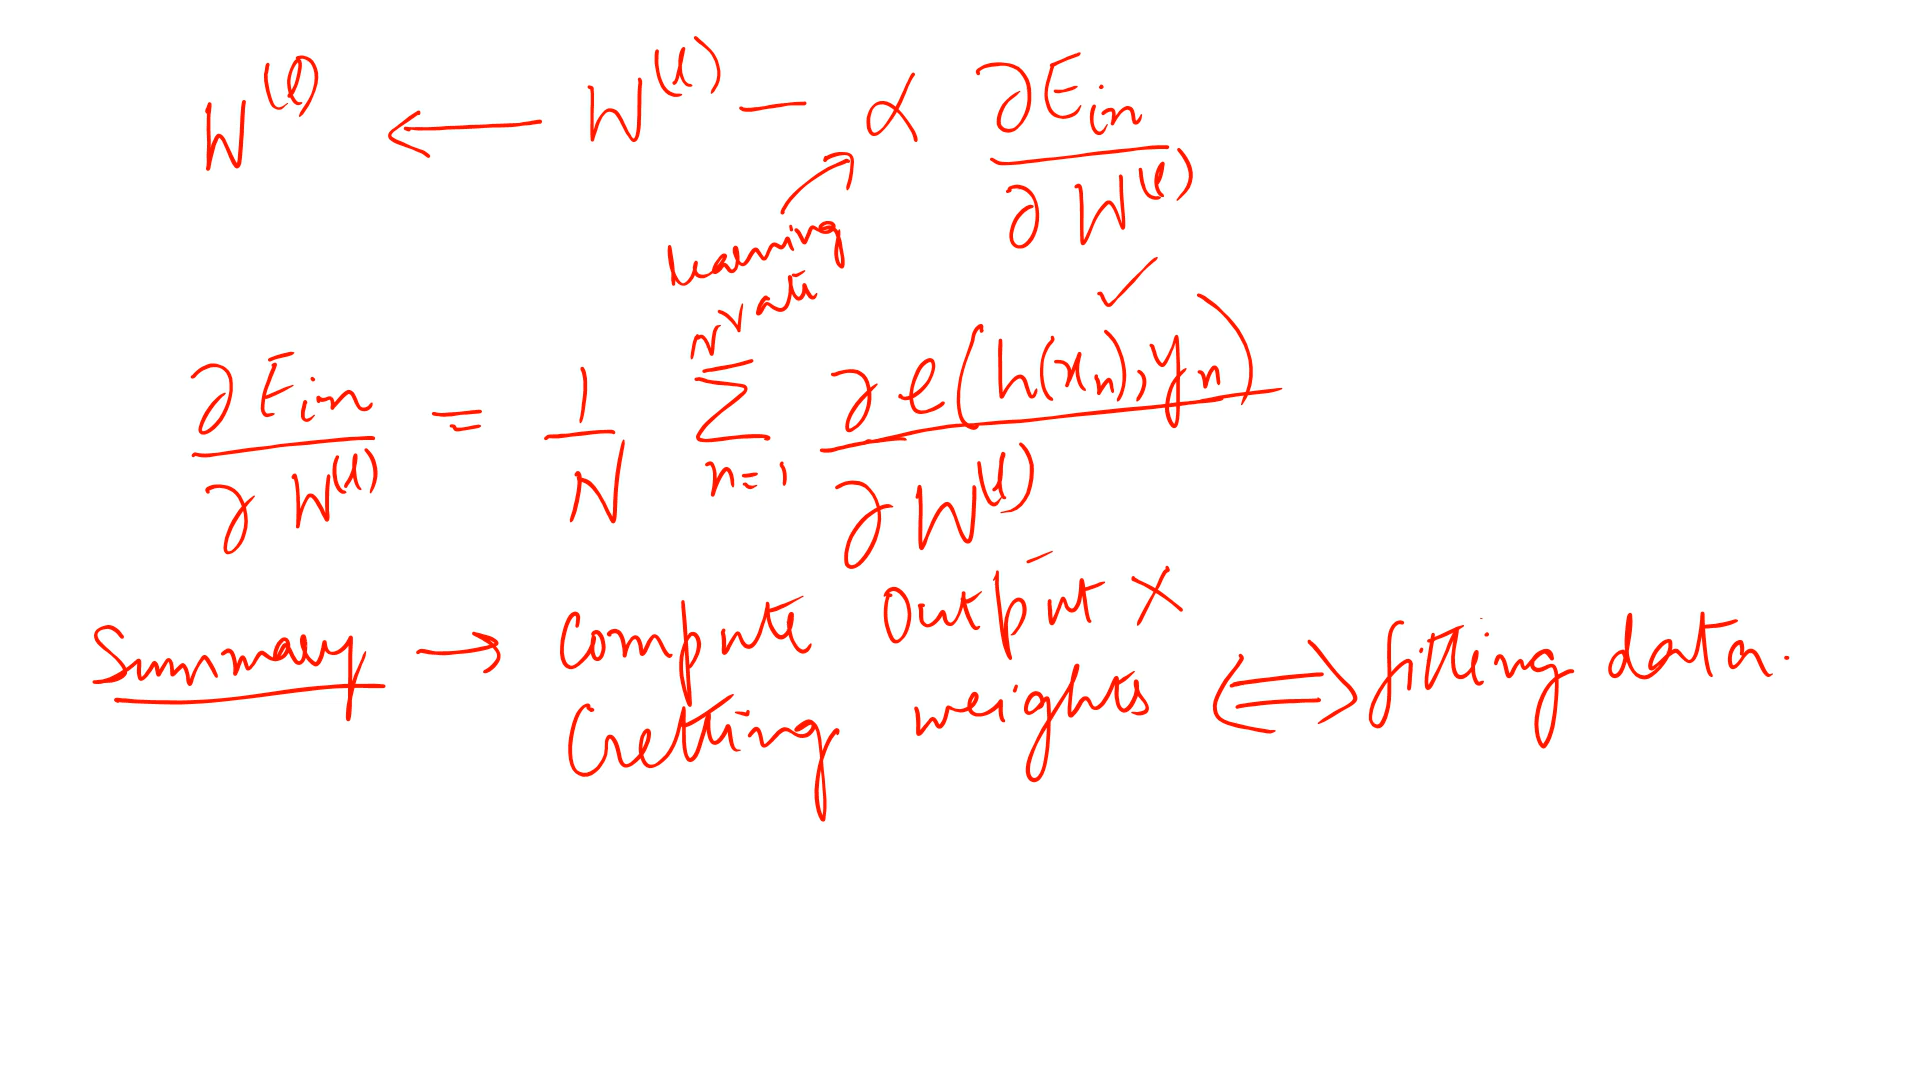 W^(l) ← W^(l) − α ∂E_in / ∂W^(l)
learning rate
∂E_in / ∂W^(l) = 1/N Σ_{n=1}^{N} ∂e(h(x_n), y_n) / ∂W^(l)
Summary → Compute Output X
Getting weights ⟺ fitting data.